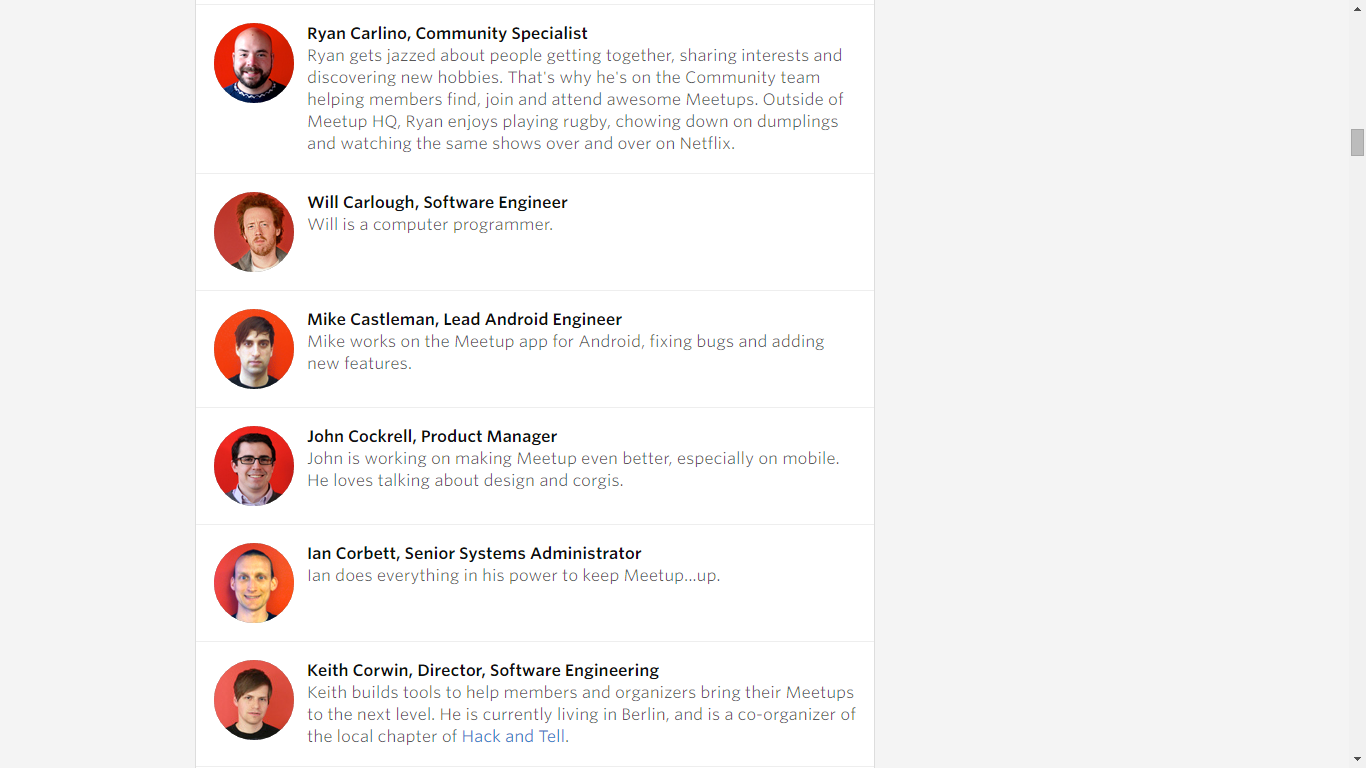 Ryan Carlino, Community Specialist
Ryan gets jazzed about people getting together, sharing interests and
discovering new hobbies. That's why he's on the Community team
helping members find, join and attend awesome Meetups. Outside of
Meetup HQ, Ryan enjoys playing rugby, chowing down on dumplings
and watching the same shows over and over on Netflix.
Will Carlough, Software Engineer
Will is a computer programmer.
Mike Castleman, Lead Android Engineer
Mike works on the Meetup app for Android, fixing bugs and adding
new features.
John Cockrell, Product Manager
John is working on making Meetup even better, especially on mobile.
He loves talking about design and corgis.
Ian Corbett, Senior Systems Administrator
Ian does everything in his power to keep Meetup...up.
Keith Corwin, Director, Software Engineering
Keith builds tools to help members and organizers bring their Meetups
to the next level. He is currently living in Berlin, and is a co-organizer of
the local chapter of Hack and Tell.